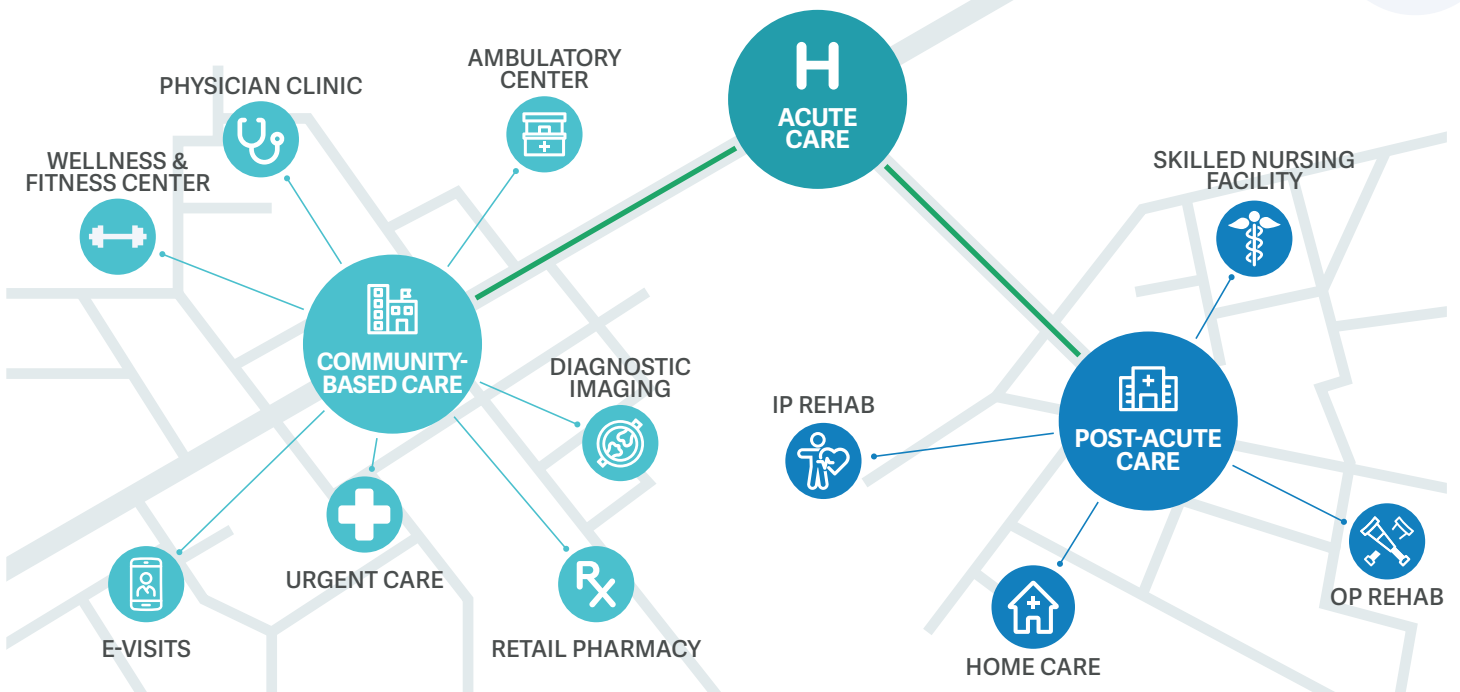 PHYSICIAN CLINIC
AMBULATORY
CENTER
WELLNESS &
FITNESS CENTER
H
ACUTE
CARE
SKILLED NURSING
FACILITY
COMMUNITY-
BASED CARE
DIAGNOSTIC
IMAGING
IP REHAB
POST-ACUTE
CARE
E-VISITS
URGENT CARE
Rx
RETAIL PHARMACY
HOME CARE
OP REHAB